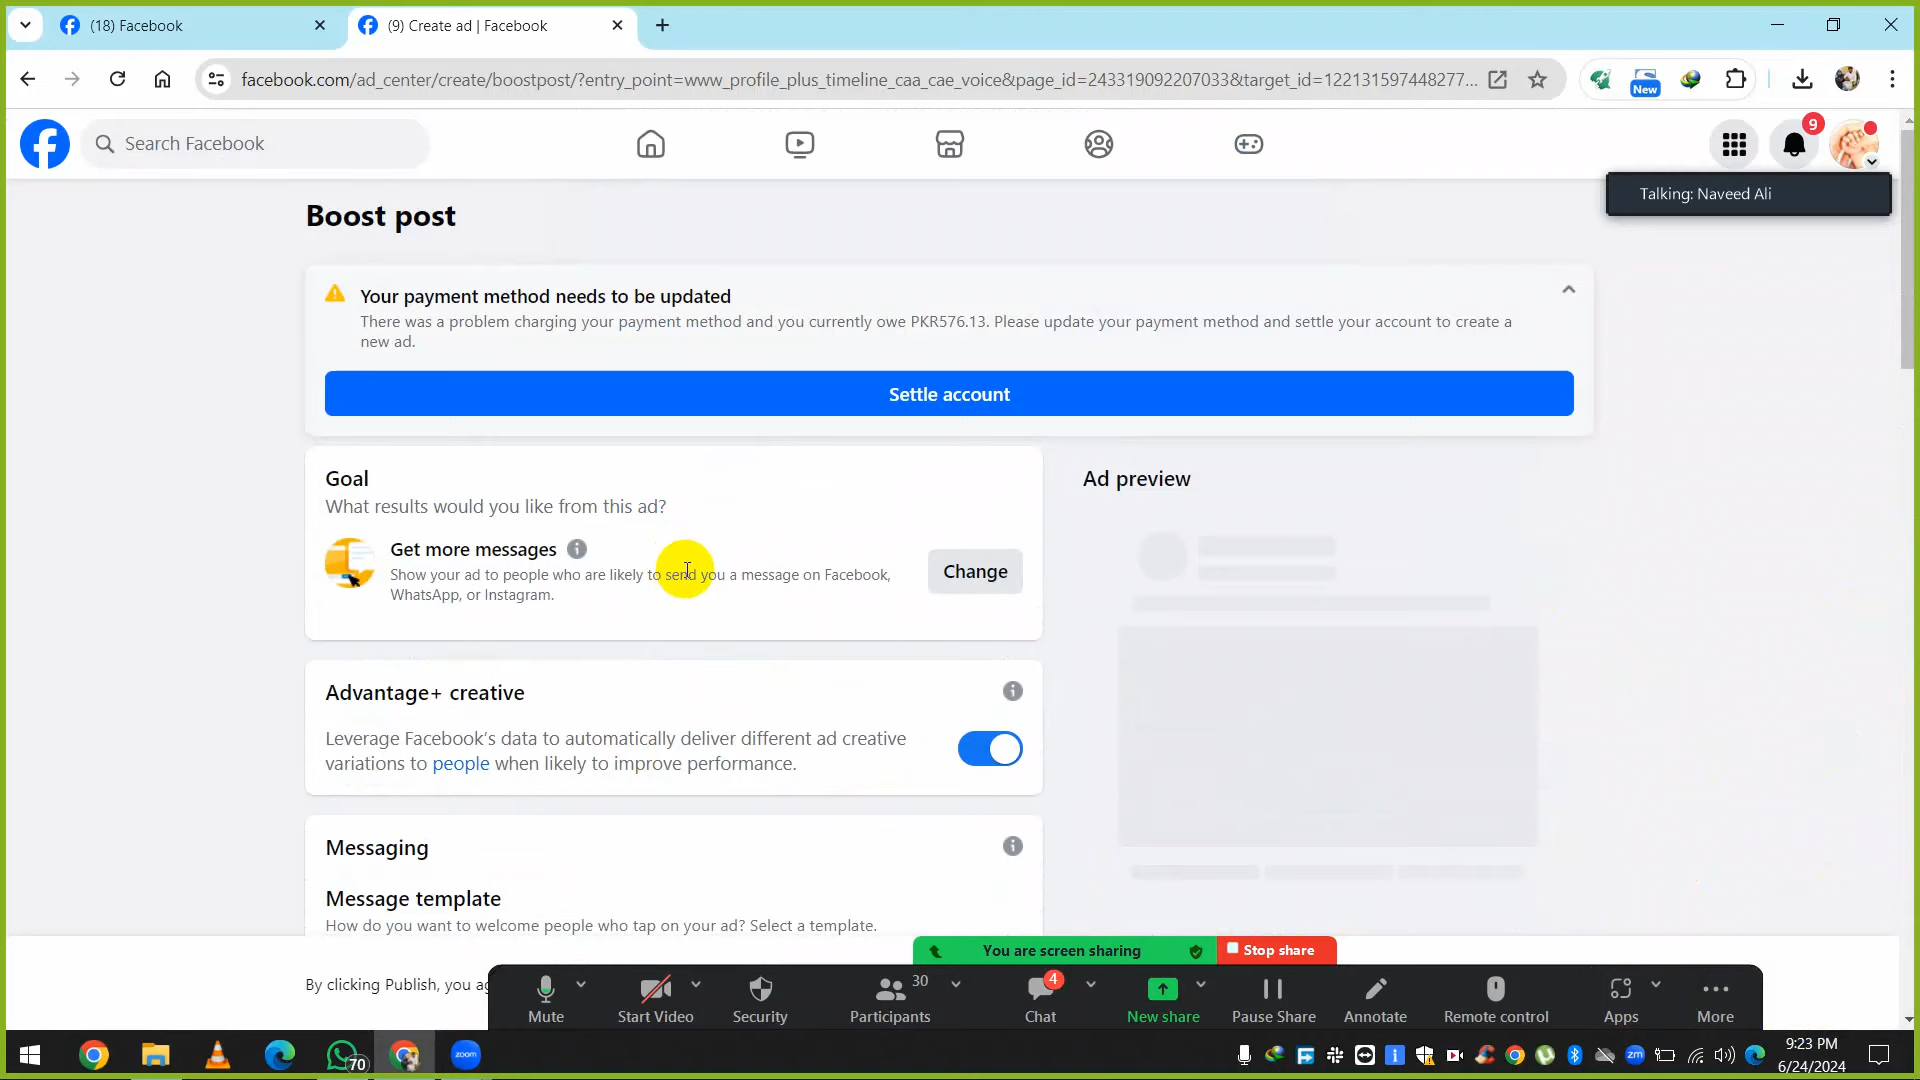 (18) Facebook
(9) Create ad | Facebook
facebook.com/ad_center/create/boostpost/?entry_point=www_profile_plus_timeline_caa_cae_voice&page_id=243319092207033&target_id=122131597448277...
New
Search Facebook
9
Talking: Naveed Ali
Boost post
Your payment method needs to be updated
There was a problem charging your payment method and you currently owe PKR576.13. Please update your payment method and settle your account to create a
new ad.
Settle account
Goal
What results would you like from this ad?
Get more messages
Show your ad to people who are likely to send you a message on Facebook,
WhatsApp, or Instagram.
Change
Ad preview
Advantage+ creative
Leverage Facebook's data to automatically deliver different ad creative
variations to people when likely to improve performance.
Messaging
Message template
How do you want to welcome people who tap on your ad? Select a template.
You are screen sharing
Stop share
By clicking Publish, you ag
30
4
Mute
Start Video
Security
Participants
Chat
New share
Pause Share
Annotate
Remote control
Apps
More
70
zoom
zm
9:23 PM
6/24/2024